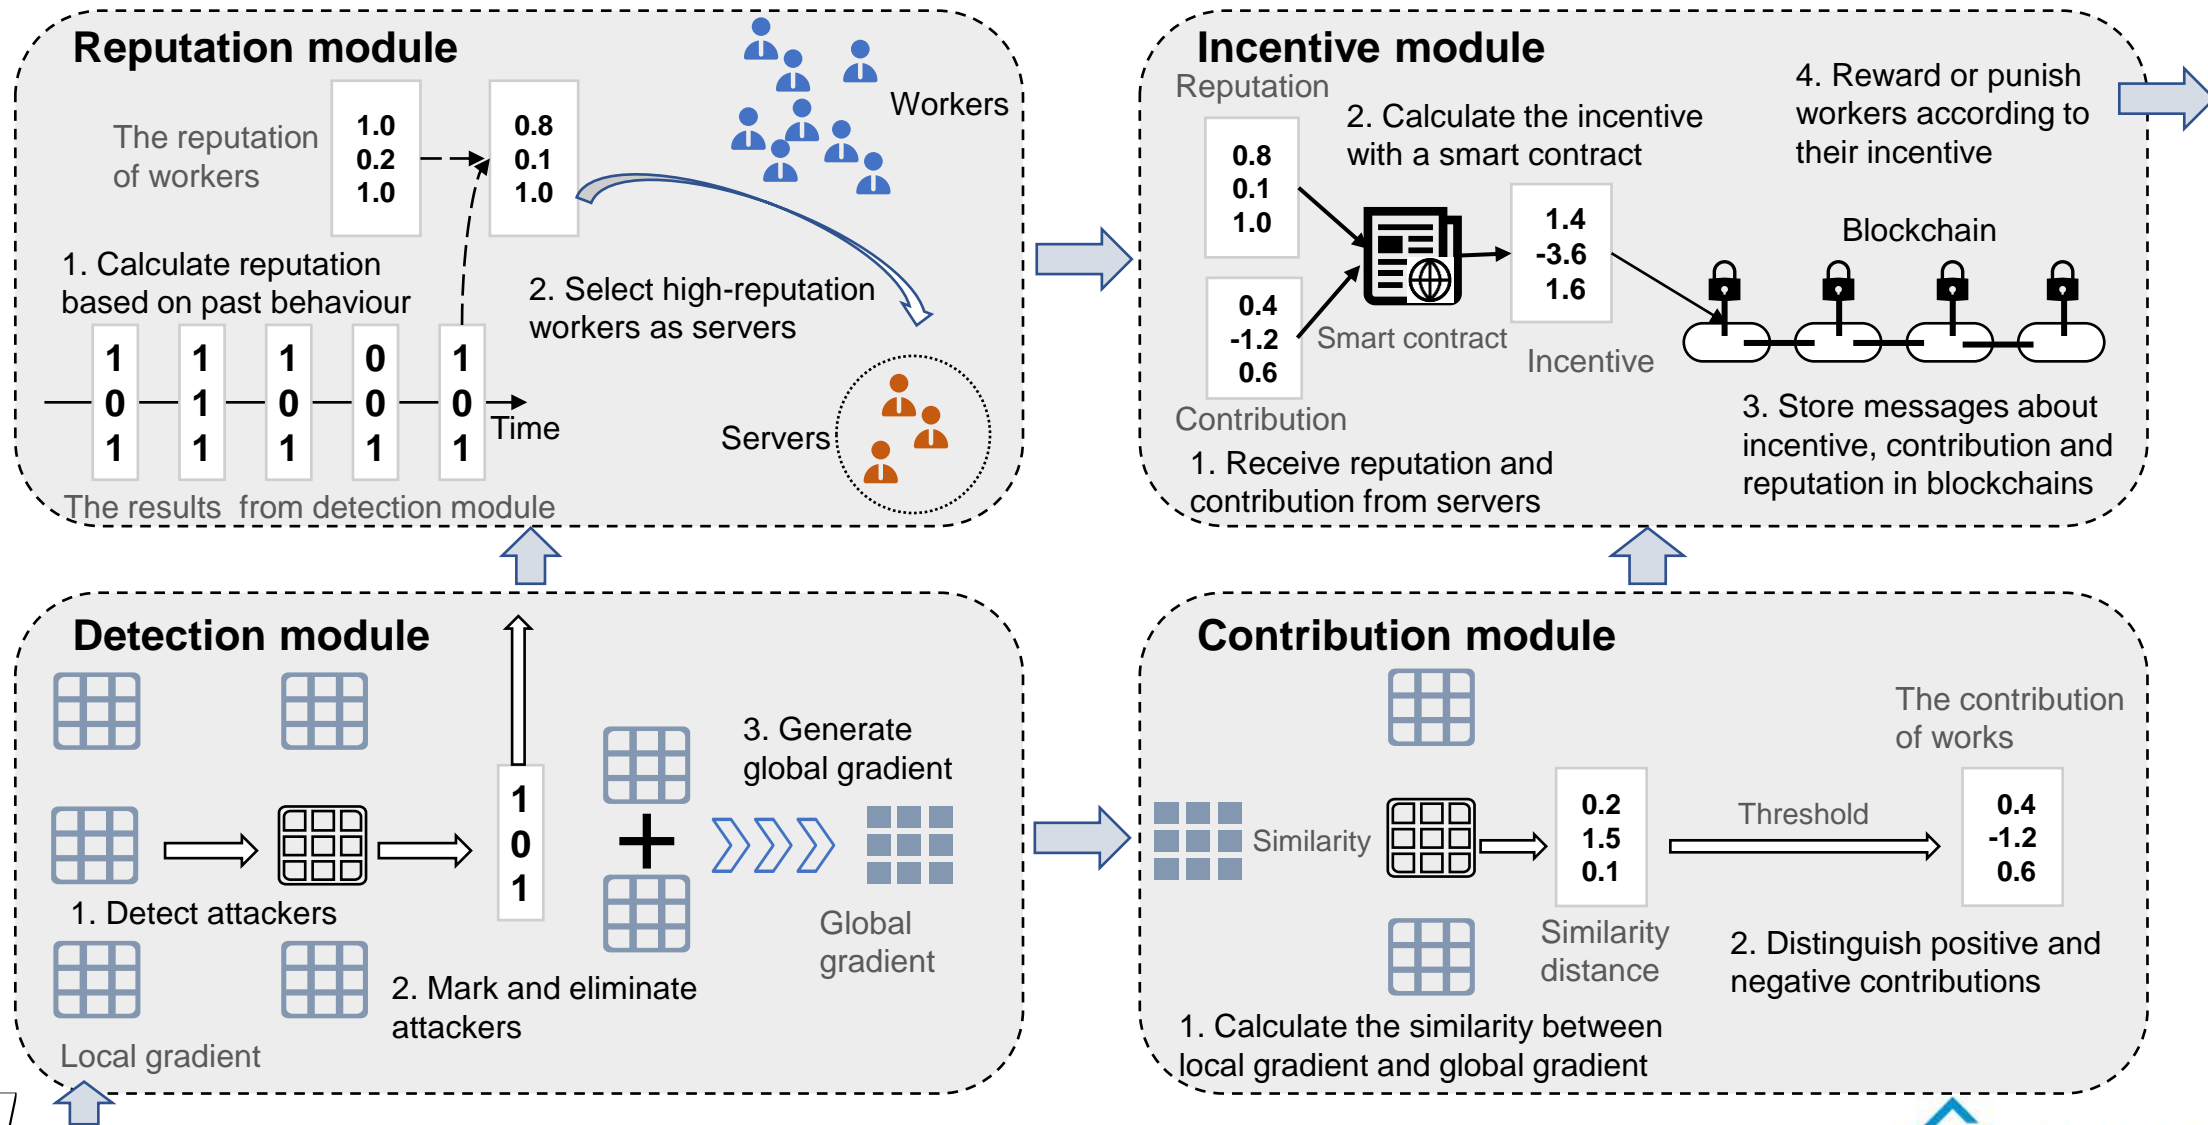 Reputation module
The reputation
of workers
1.0
0.2
1.0
0.8
0.1
1.0
Workers
1. Calculate reputation
based on past behaviour
2. Select high-reputation
workers as servers
1
0
1
1
1
1
1
0
1
0
0
1
1
0
1
Time
Servers
The results from detection module
Incentive module
Reputation
0.8
0.1
1.0
2. Calculate the incentive
with a smart contract
4. Reward or punish
workers according to
their incentive
0.4
-1.2
0.6
Smart contract
1.4
-3.6
1.6
Incentive
Blockchain
Contribution
1. Receive reputation and
contribution from servers
3. Store messages about
incentive, contribution and
reputation in blockchains
Detection module
1. Detect attackers
1
0
1
2. Mark and eliminate
attackers
3. Generate
global gradient
Global
gradient
Local gradient
Contribution module
Similarity
0.2
1.5
0.1
Similarity
distance
Threshold
The contribution
of works
0.4
-1.2
0.6
2. Distinguish positive and
negative contributions
1. Calculate the similarity between
local gradient and global gradient